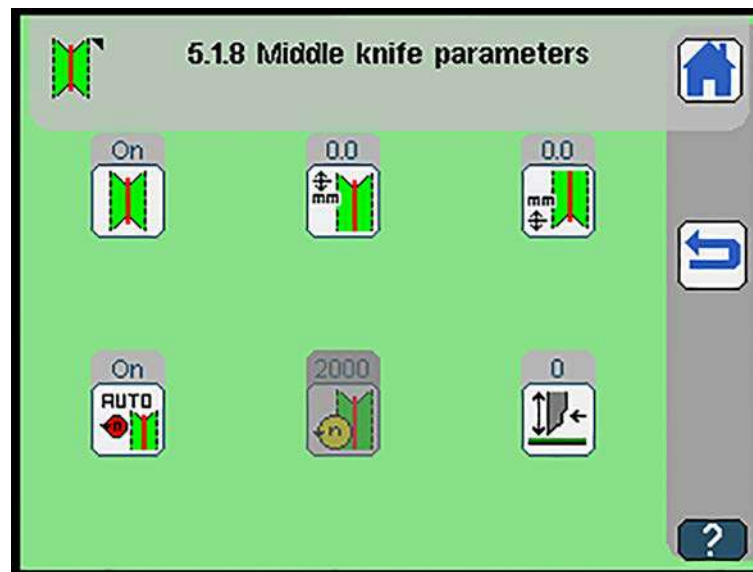 5.1.8 Middle knife parameters
On
0.0
0.0
mm
mm
On
2000
0
AUTO
n
n
?